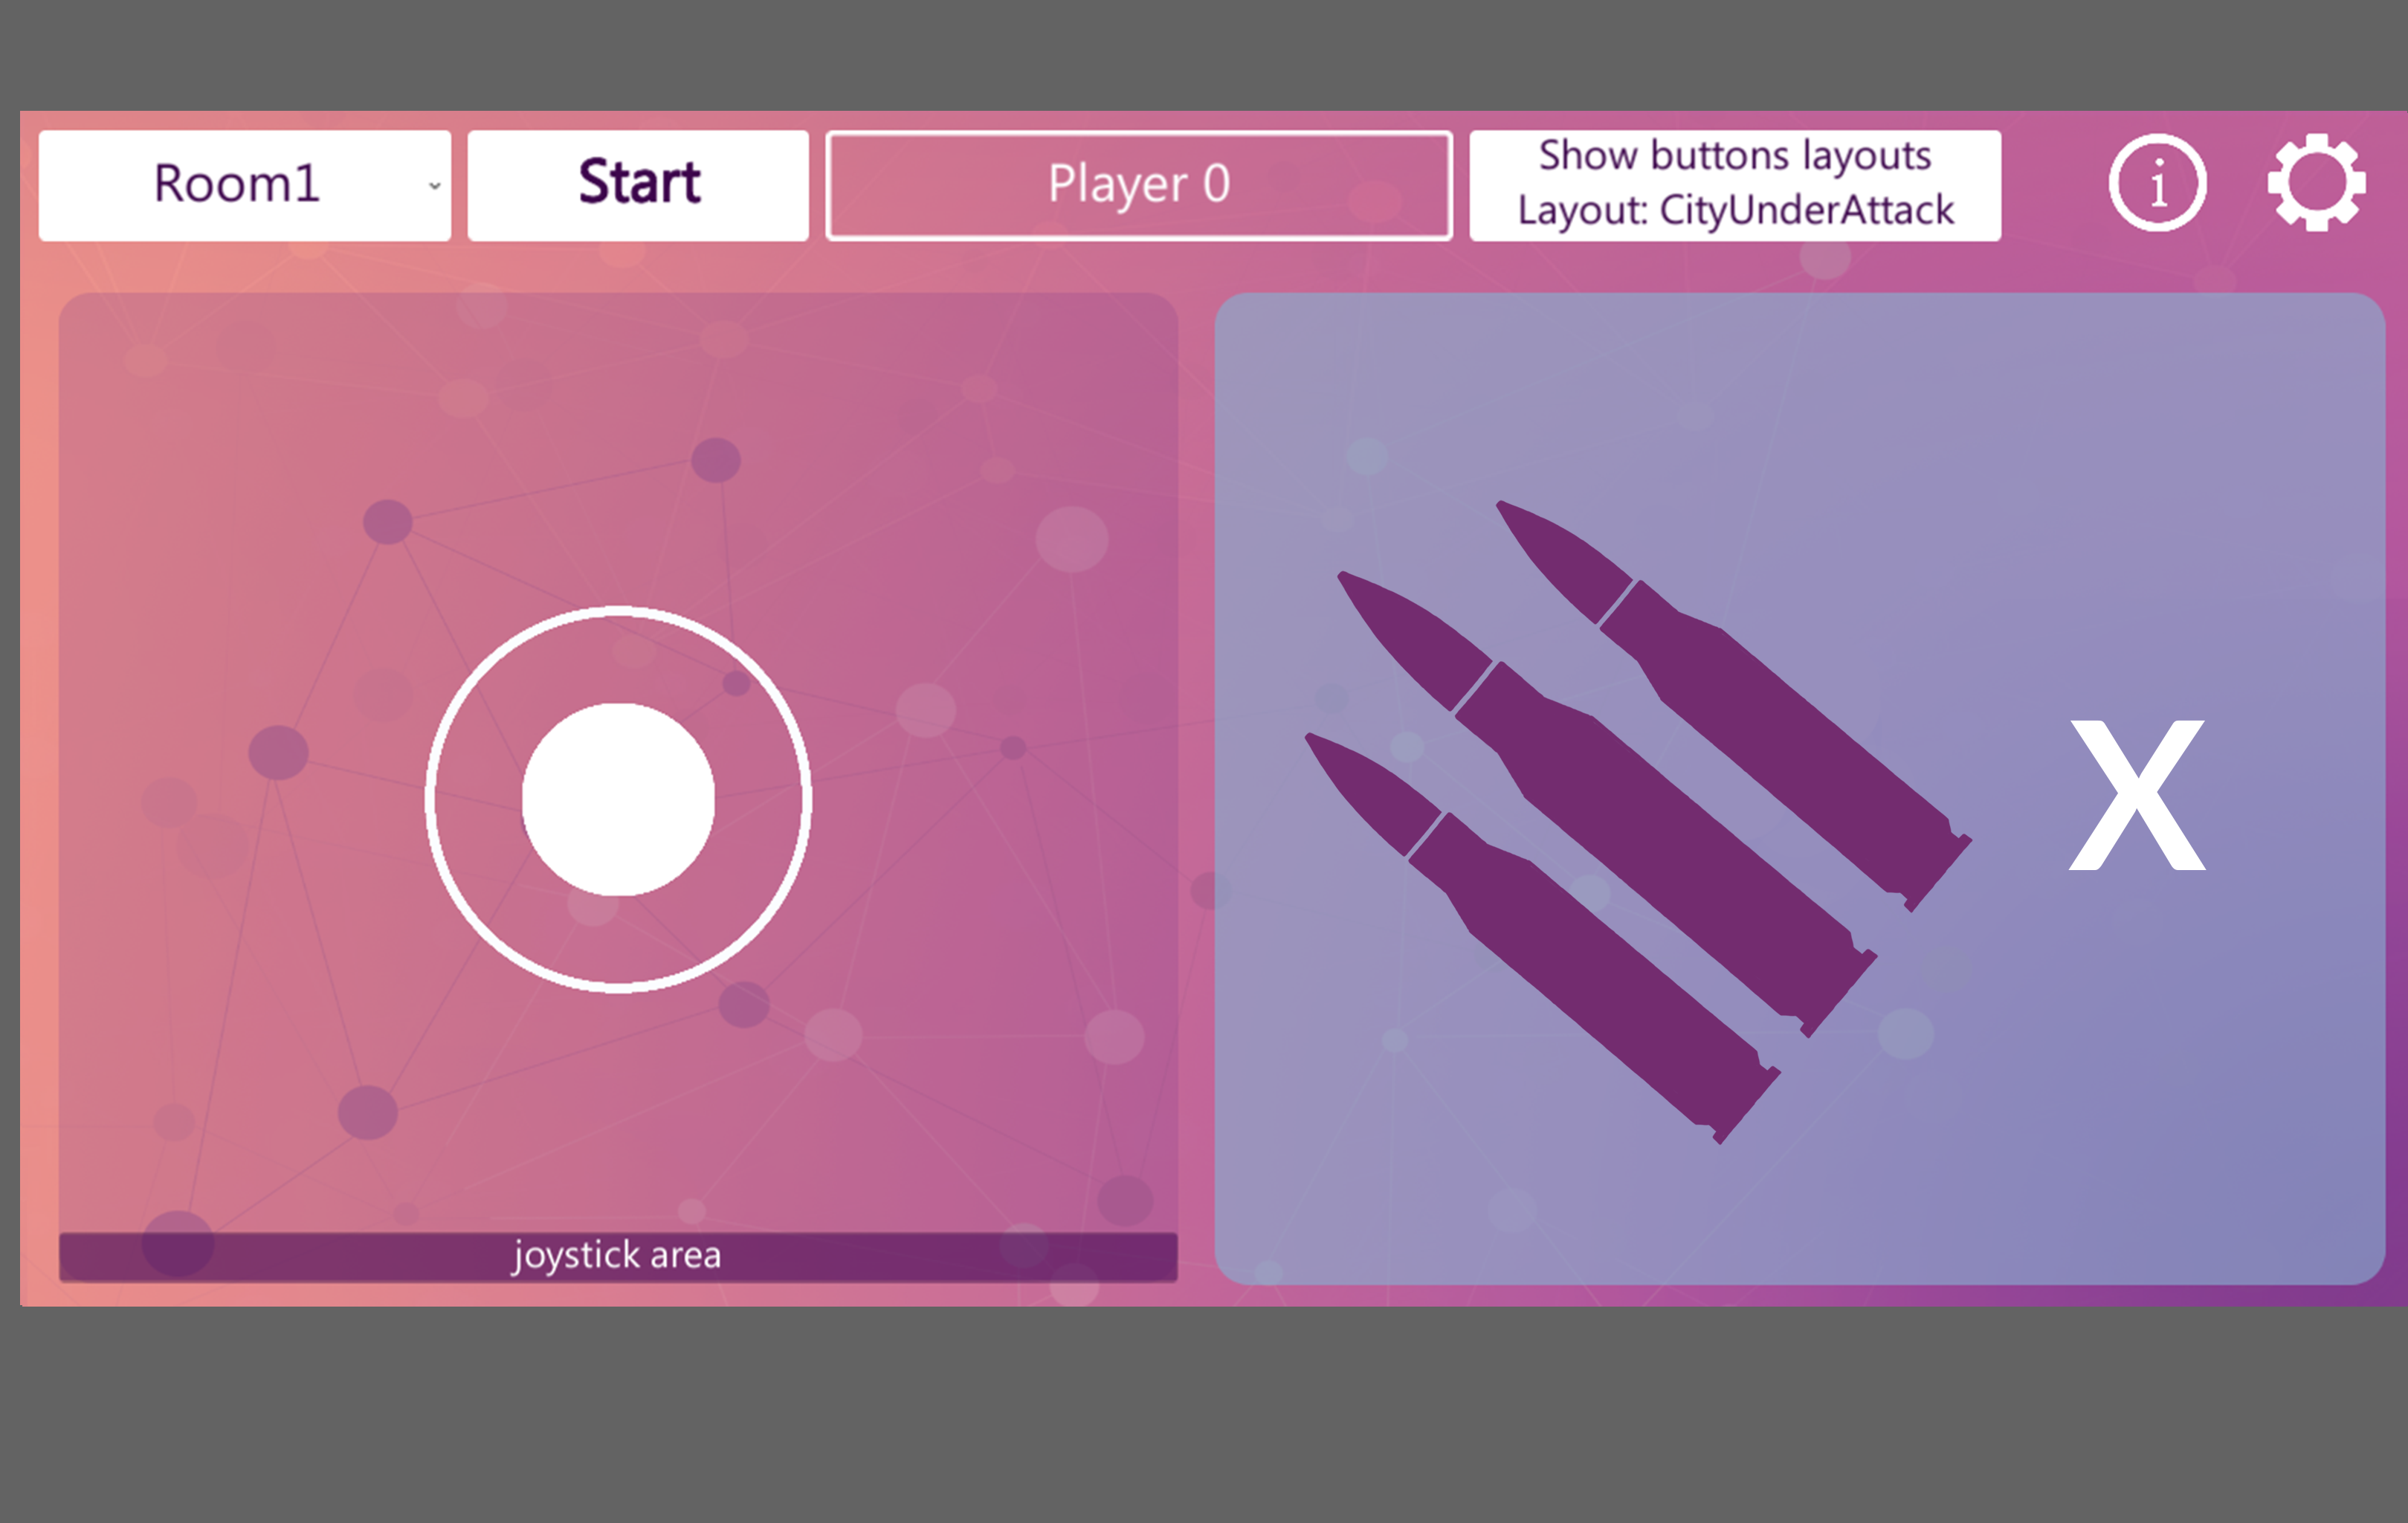 Room1
Start
Player 0
Show buttons layouts
Layout: CityUnderAttack
i
X
joystick area